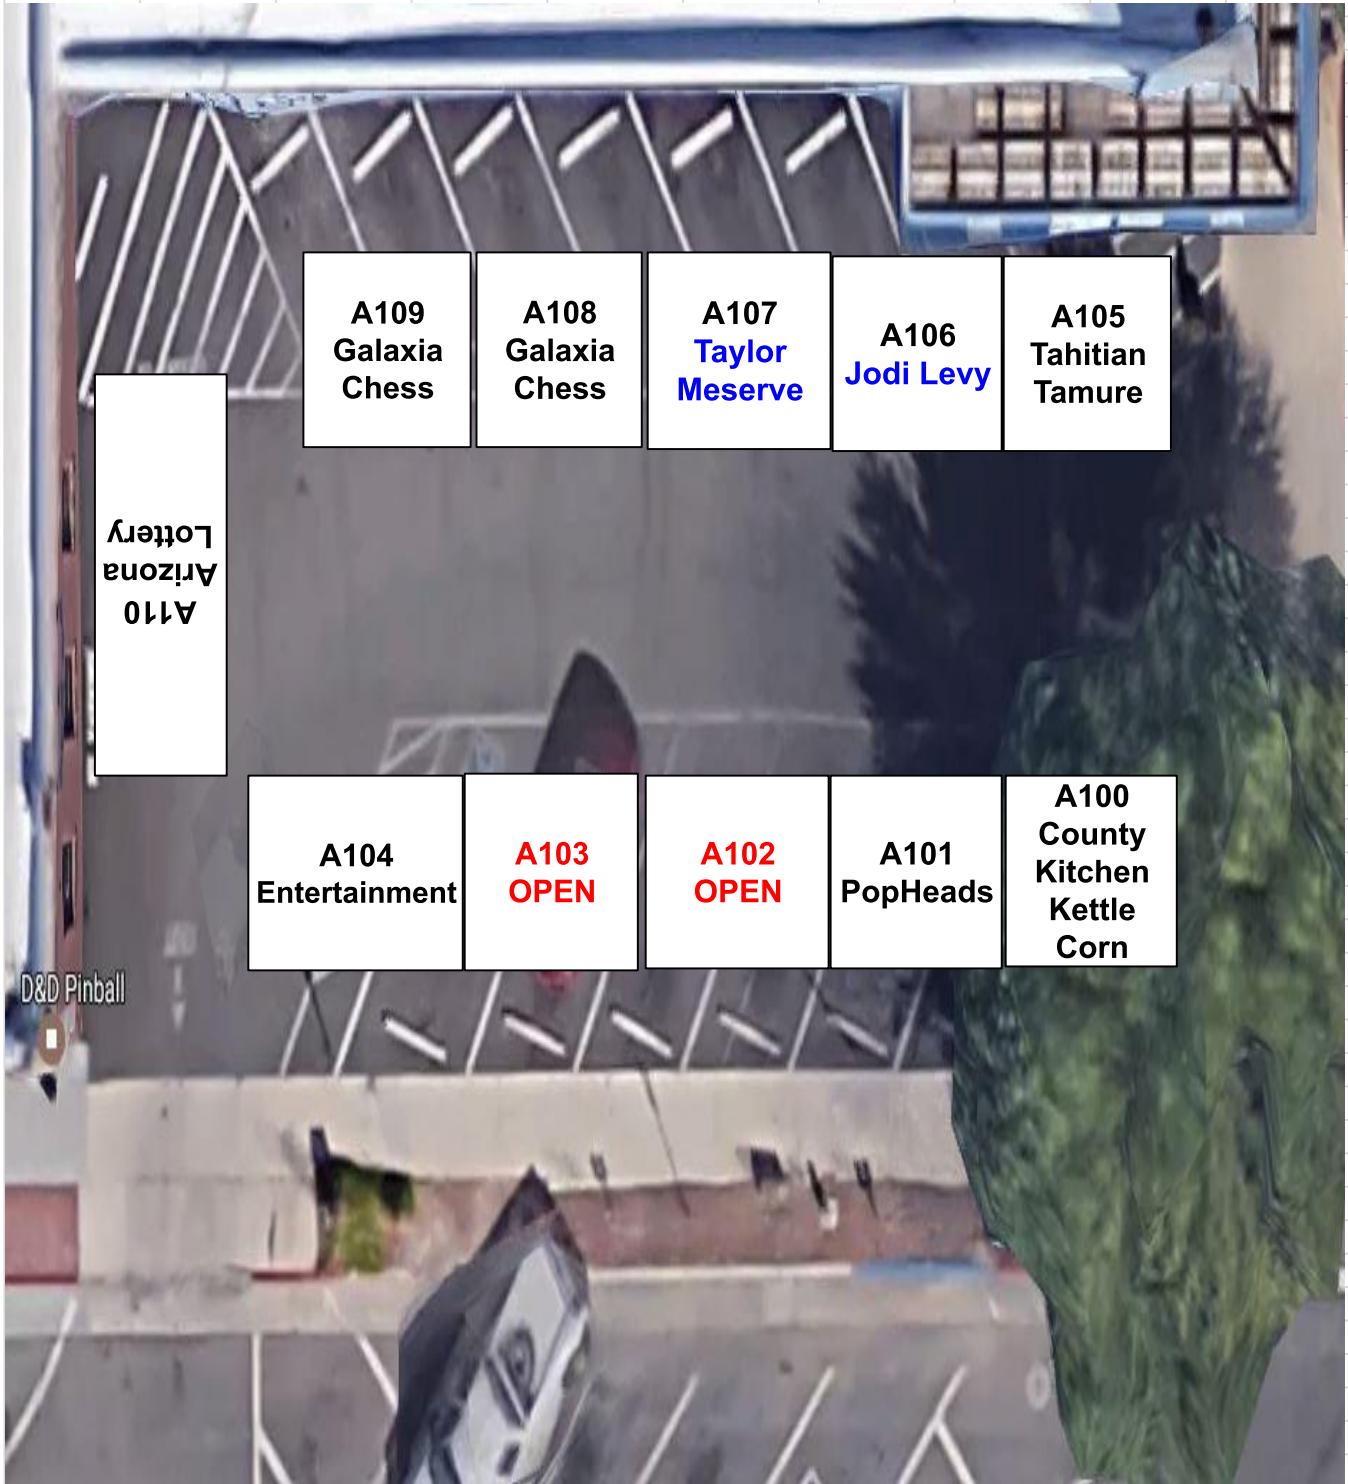 A109
Galaxia
Chess
A108
Galaxia
Chess
A107
Taylor
Meserve
A106
Jodi Levy
A105
Tahitian
Tamure
A110
Arizona
Lottery
A104
Entertainment
A103
OPEN
A102
OPEN
A101
PopHeads
A100
County
Kitchen
Kettle
Corn
D&D Pinball